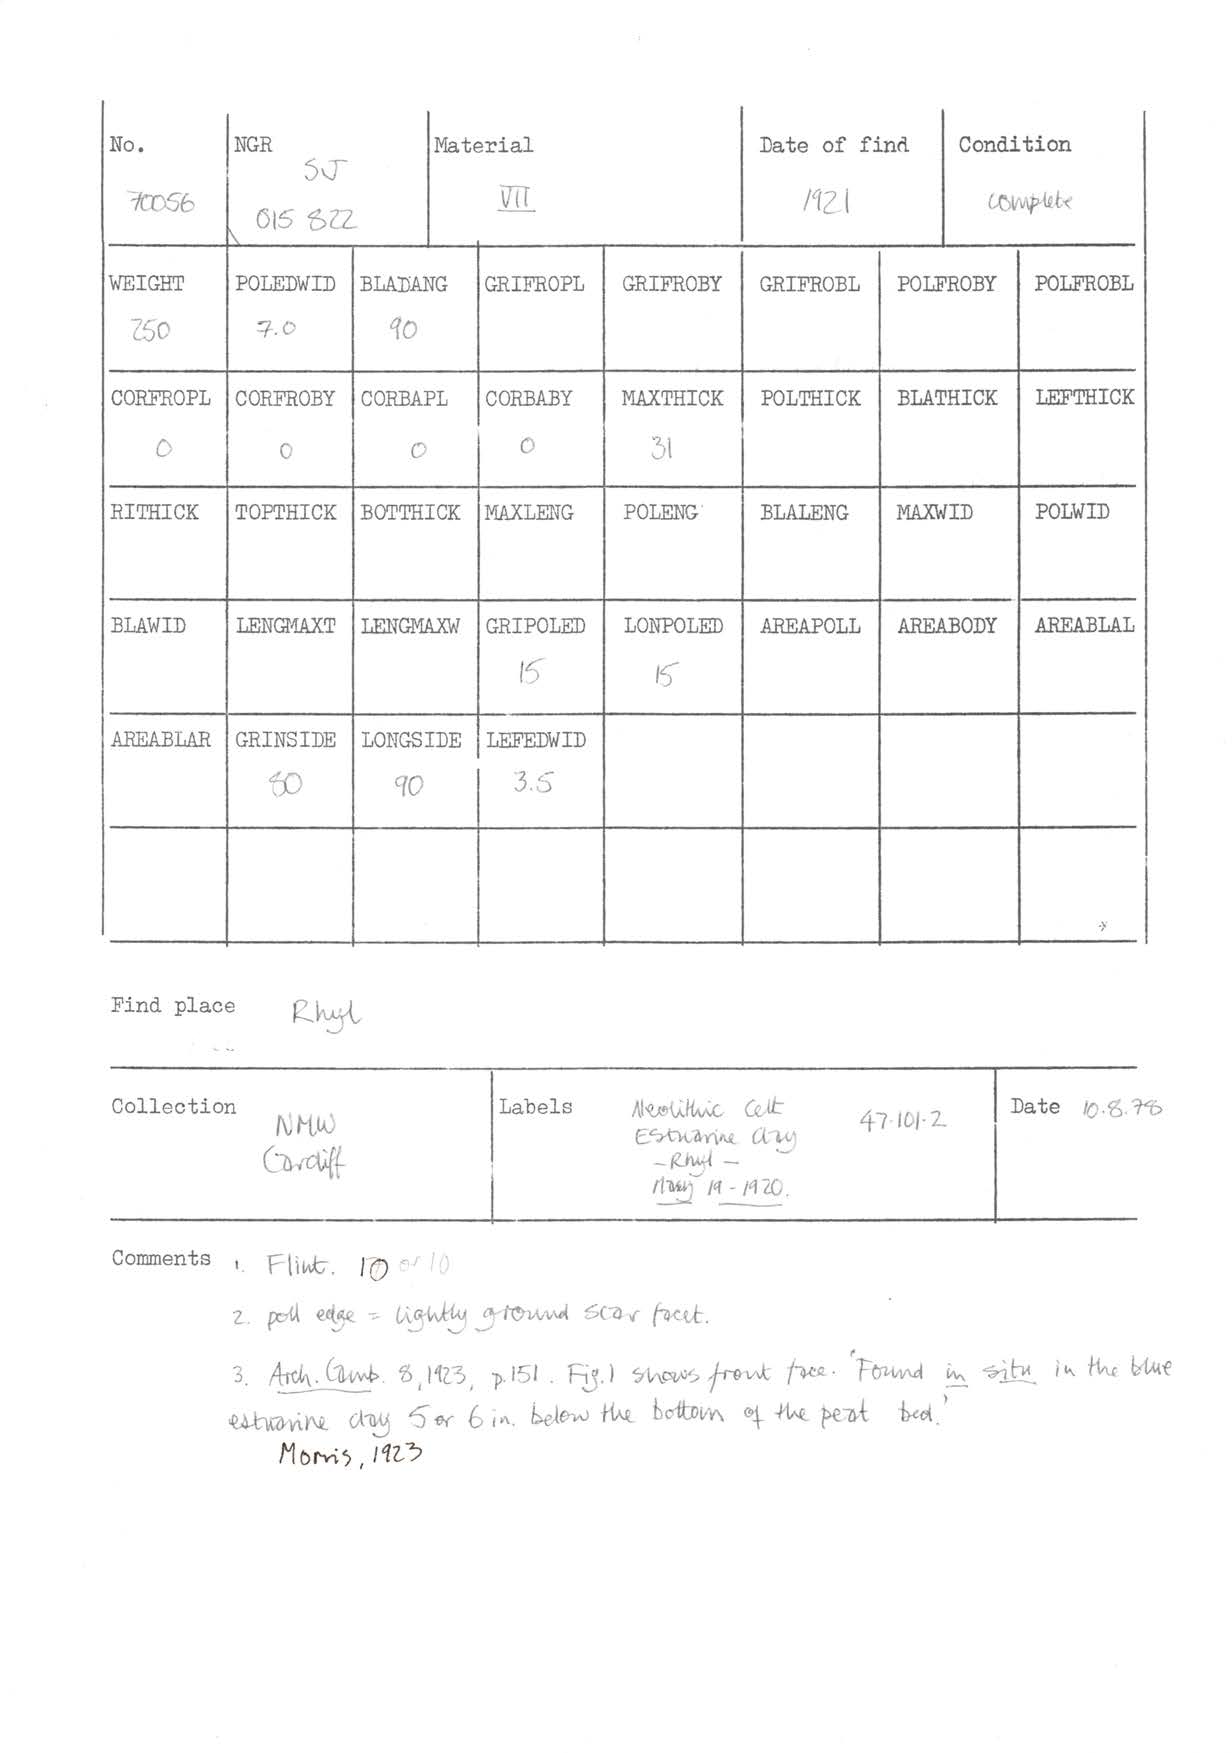 No. NGR Material Date of find Condition
SJ
70056 015 822 VII 1921 complete
WEIGHT POLEDWID BLADANG GRIFROPL GRIFROBY GRIFROBL POLFROBY POLFROBL
250 7.0 90
CORFROPL CORFROBY CORBAPL CORBABY MAXTHICK POLTHICK BLATHICK LEFTHICK
0 0 0 0 31
RITHICK TOPTHICK BOTTHICK MAXLENG POLENG BLALENG MAXWID POLWID
BLAWID LENGMAXT LENGMAXW GRIPOLED LONPOLED AREAPOLL AREABODY AREABLAL
15 15
AREABLAR GRINSIDE LONGSIDE LEFEDWID
80 90 3.5
Find place Rhyl
Collection NMW Cardiff
Labels Neolithic Celt 47.101.2
Estuarine Clay
- Rhyl -
May 19 - 1920.
Date 10.8.78
Comments 1. Flint. 10 or 10
2. poll edge = lightly ground scar facet.
3. Arch. Camb. 8, 1923, p.151. Fig.1 shows front face. 'Found in situ in the blue
estuarine clay 5 or 6 in. below the bottom of the peat bed.'
Morris, 1923